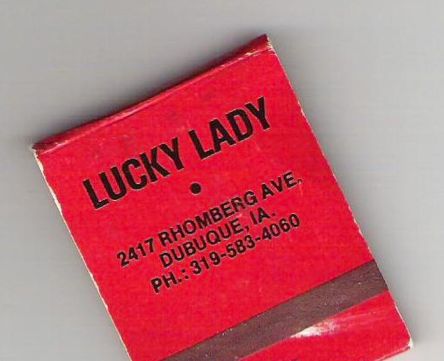 LUCKY LADY
•
2417 RHOMBERG AVE,
DUBUQUE, IA.
PH.: 319-583-4060